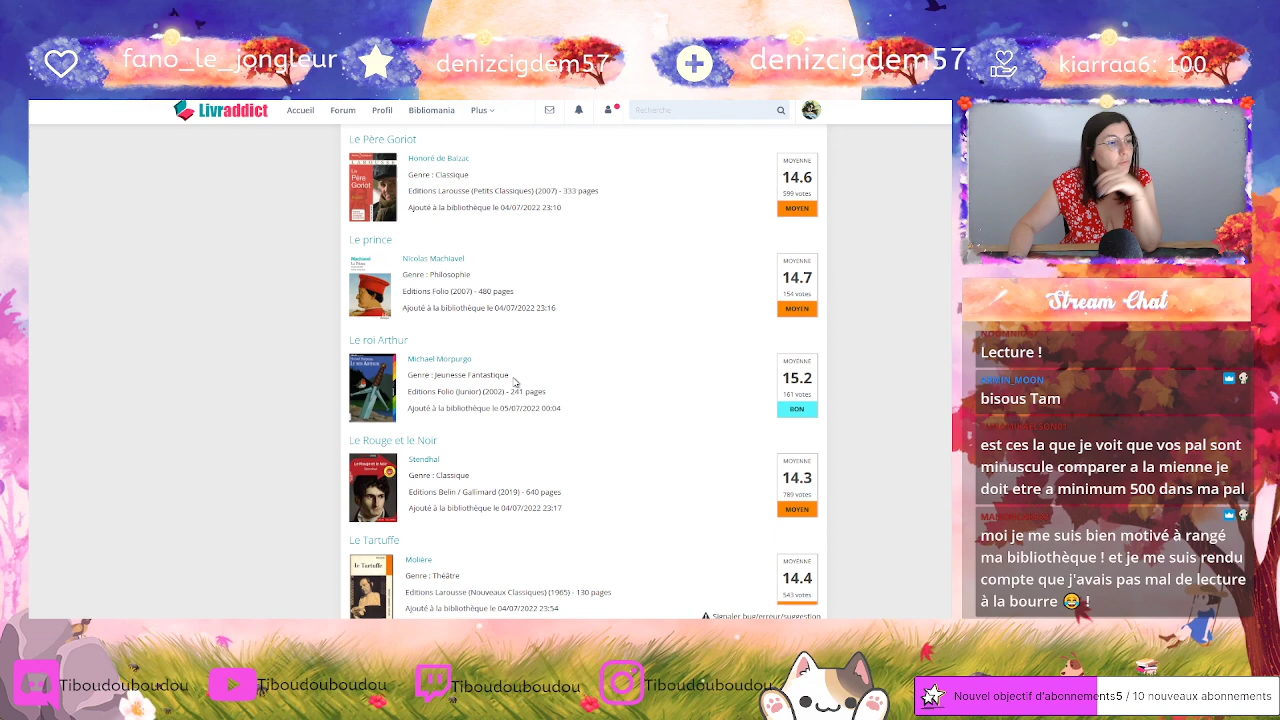 fano_le_jongleur
denizcigdem57
denizcigdem57
kiarraa6: 100
Livraddict
Accueil
Forum
Profil
Bibliomania
Plus
Recherche
Le Père Goriot
Honoré de Balzac
Genre : Classique
Editions Larousse (Petits Classiques) (2007) - 333 pages
Ajouté à la bibliothèque le 04/07/2022 23:10
MOYENNE
14.6
599 votes
MOYEN
Le prince
Nicolas Machiavel
Genre : Philosophie
Editions Folio (2007) - 480 pages
Ajouté à la bibliothèque le 04/07/2022 23:16
MOYENNE
14.7
154 votes
MOYEN
Le roi Arthur
Michael Morpurgo
Genre : Jeunesse Fantastique
Editions Folio (Junior) (2002) - 241 pages
Ajouté à la bibliothèque le 05/07/2022 00:04
MOYENNE
15.2
161 votes
BON
Le Rouge et le Noir
Stendhal
Genre : Classique
Editions Belin / Gallimard (2019) - 640 pages
Ajouté à la bibliothèque le 04/07/2022 23:17
MOYENNE
14.3
789 votes
MOYEN
Le Tartuffe
Molière
Genre : Théâtre
Editions Larousse (Nouveaux Classiques) (1965) - 130 pages
Ajouté à la bibliothèque le 04/07/2022 23:54
MOYENNE
14.4
543 votes
Signaler bug/erreur/suggestion
Stream Chat
Lecture !
bisous Tam
est ces la que je voit que vos pal sont
minuscule comparer a la mienne je
doit etre a minimum 500 dans ma pal
moi je me suis bien motivé à rangé
ma bibliothèque ! et je me suis rendu
compte que j'avais pas mal de lecture
à la bourre 😂 !
Tiboudouboudou
Tiboudouboudou
Tiboudouboudou
Tiboudouboudou
Nouvel objectif d'abonnements
5 / 10 nouveaux abonnements